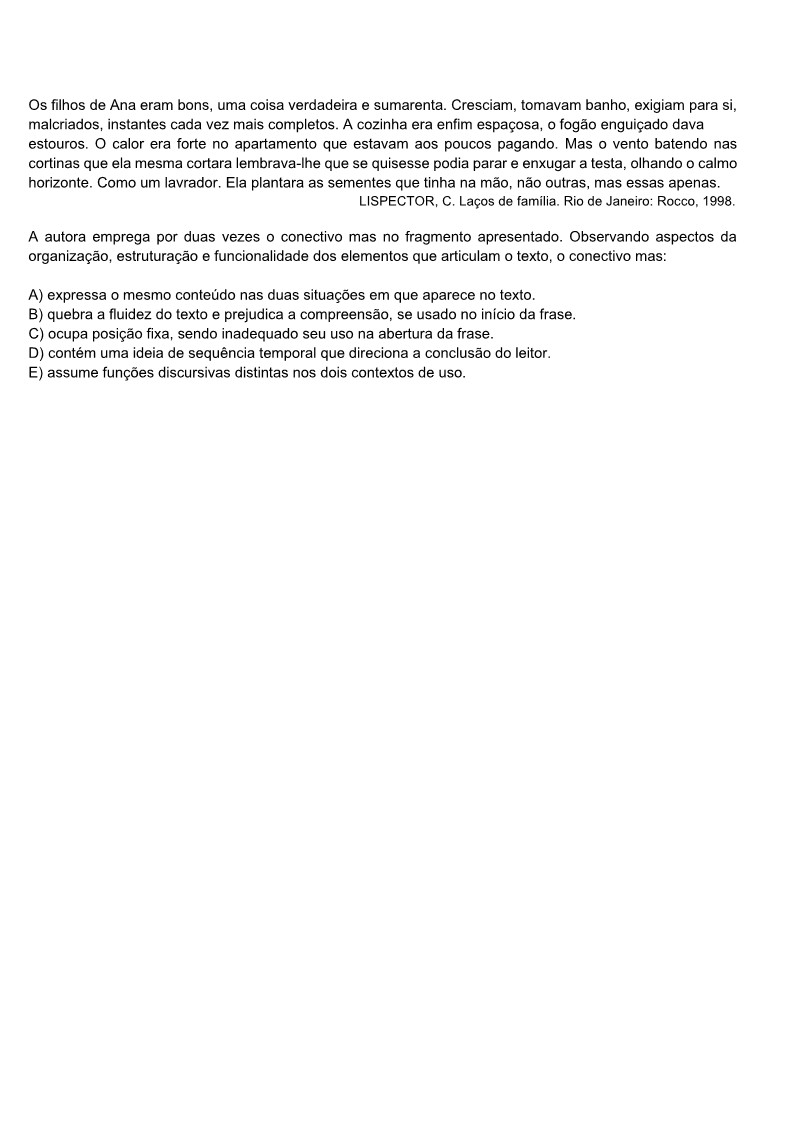 Os filhos de Ana eram bons, uma coisa verdadeira e sumarenta. Cresciam, tomavam banho, exigiam para si,
malcriados, instantes cada vez mais completos. A cozinha era enfim espaçosa, o fogão enguiçado dava
estouros. O calor era forte no apartamento que estavam aos poucos pagando. Mas o vento batendo nas
cortinas que ela mesma cortara lembrava-lhe que se quisesse podia parar e enxugar a testa, olhando o calmo
horizonte. Como um lavrador. Ela plantara as sementes que tinha na mão, não outras, mas essas apenas.
LISPECTOR, C. Laços de família. Rio de Janeiro: Rocco, 1998.
A autora emprega por duas vezes o conectivo mas no fragmento apresentado. Observando aspectos da
organização, estruturação e funcionalidade dos elementos que articulam o texto, o conectivo mas:
A) expressa o mesmo conteúdo nas duas situações em que aparece no texto.
B) quebra a fluidez do texto e prejudica a compreensão, se usado no início da frase.
C) ocupa posição fixa, sendo inadequado seu uso na abertura da frase.
D) contém uma ideia de sequência temporal que direciona a conclusão do leitor.
E) assume funções discursivas distintas nos dois contextos de uso.